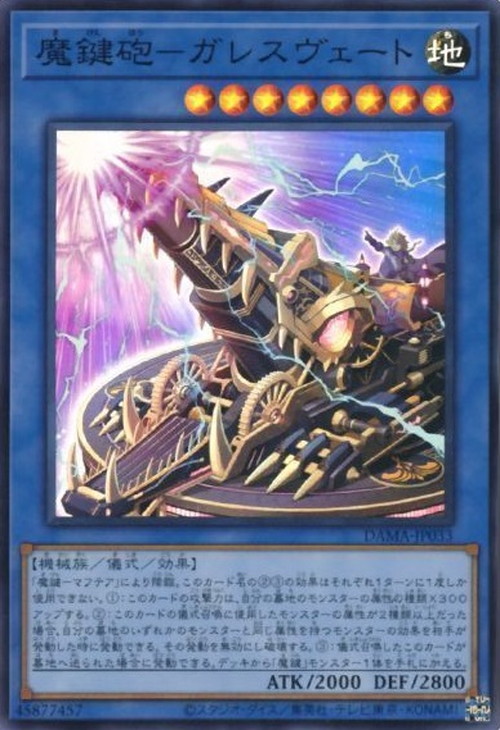 魔鍵砲－ガレスヴェート
地
DAMA-JP033
【機械族／儀式／効果】
「魔鍵－マフテア」により降臨。このカード名の②③の効果はそれぞれ1ターンに1度しか
使用できない。①：このカードの攻撃力は、自分の墓地のモンスターの属性の種類×300
アップする。②：このカードの儀式召喚に使用したモンスターの属性が2種類以上だった
場合、自分の墓地のいずれかのモンスターと同じ属性を持つモンスターの効果を相手が
発動した時に発動できる。その発動を無効にし破壊する。③：儀式召喚したこのカードが
墓地へ送られた場合に発動できる。デッキから「魔鍵」モンスター1体を手札に加える。
ATK/2000 DEF/2800
45877457 ©スタジオ・ダイス／集英社・テレビ東京・KONAMI